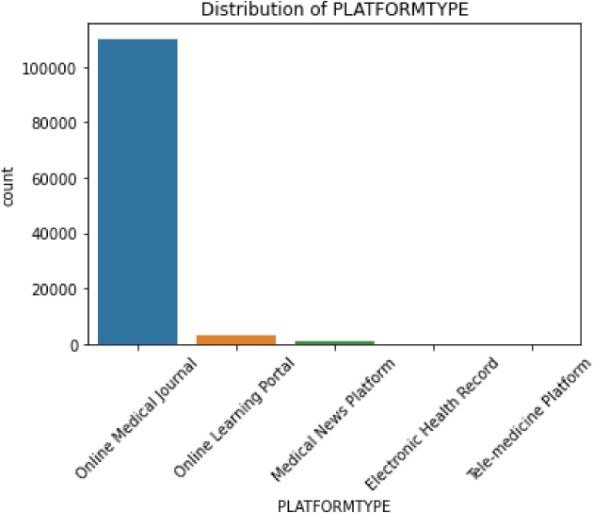 Distribution of PLATFORMTYPE
count
100000
80000
60000
40000
20000
0
Online Medical Journal
Online Learning Portal
Medical News Platform
Electronic Health Record
Tele-medicine Platform
PLATFORMTYPE